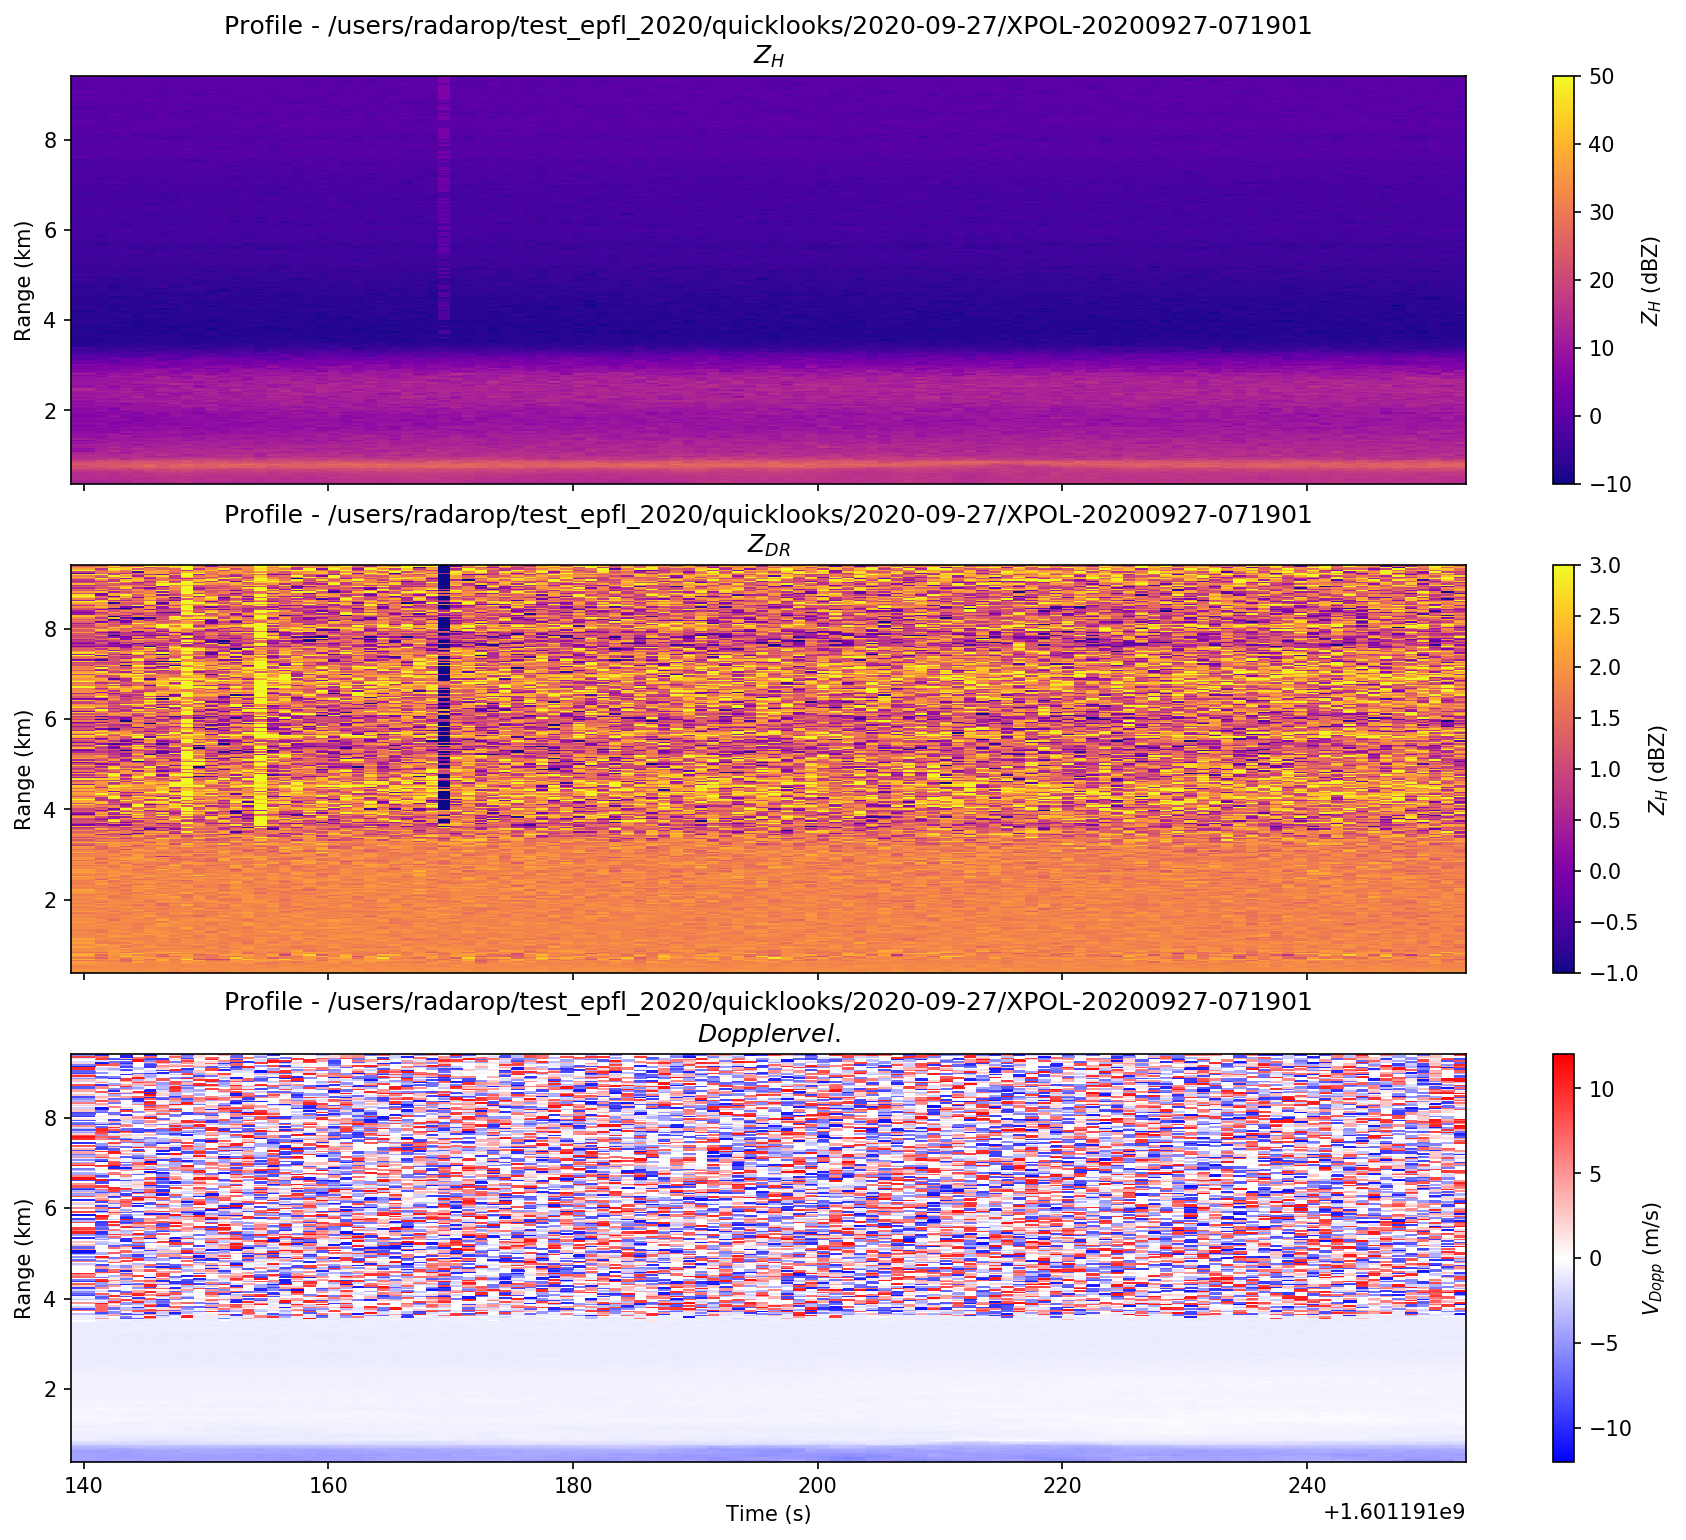 Profile - /users/radarop/test_epfl_2020/quicklooks/2020-09-27/XPOL-20200927-071901
Z_H
Range (km)
8
6
4
2
50
40
30
20
10
0
−10
Z_H (dBZ)
Profile - /users/radarop/test_epfl_2020/quicklooks/2020-09-27/XPOL-20200927-071901
Z_DR
Range (km)
8
6
4
2
3.0
2.5
2.0
1.5
1.0
0.5
0.0
−0.5
−1.0
Z_H (dBZ)
Profile - /users/radarop/test_epfl_2020/quicklooks/2020-09-27/XPOL-20200927-071901
Dopplervel.
Range (km)
8
6
4
2
10
5
0
−5
−10
V_Dopp (m/s)
140 160 180 200 220 240
Time (s)
+1.601191e9